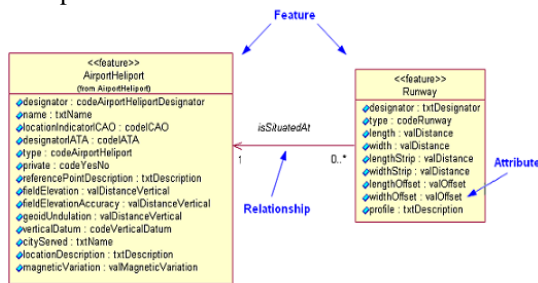 Feature
<<feature>>
AirportHeliport
(from AirportHeliport)
designator : codeAirportHeliportDesignator
name : txtName
locationIndicatorICAO : codeICAO
designatorIATA : codeIATA
type : codeAirportHeliport
private : codeYesNo
referencePointDescription : txtDescription
fieldElevation : valDistanceVertical
fieldElevationAccuracy : valDistanceVertical
geoidUndulation : valDistanceVertical
verticalDatum : codeVerticalDatum
cityServed : txtName
locationDescription : txtDescription
magneticVariation : valMagneticVariation
isSituatedAt
1
0..*
Relationship
<<feature>>
Runway
designator : txtDesignator
type : codeRunway
length : valDistance
width : valDistance
lengthStrip : valDistance
widthStrip : valDistance
lengthOffset : valOffset
widthOffset : valOffset
profile : txtDescription
Attribute